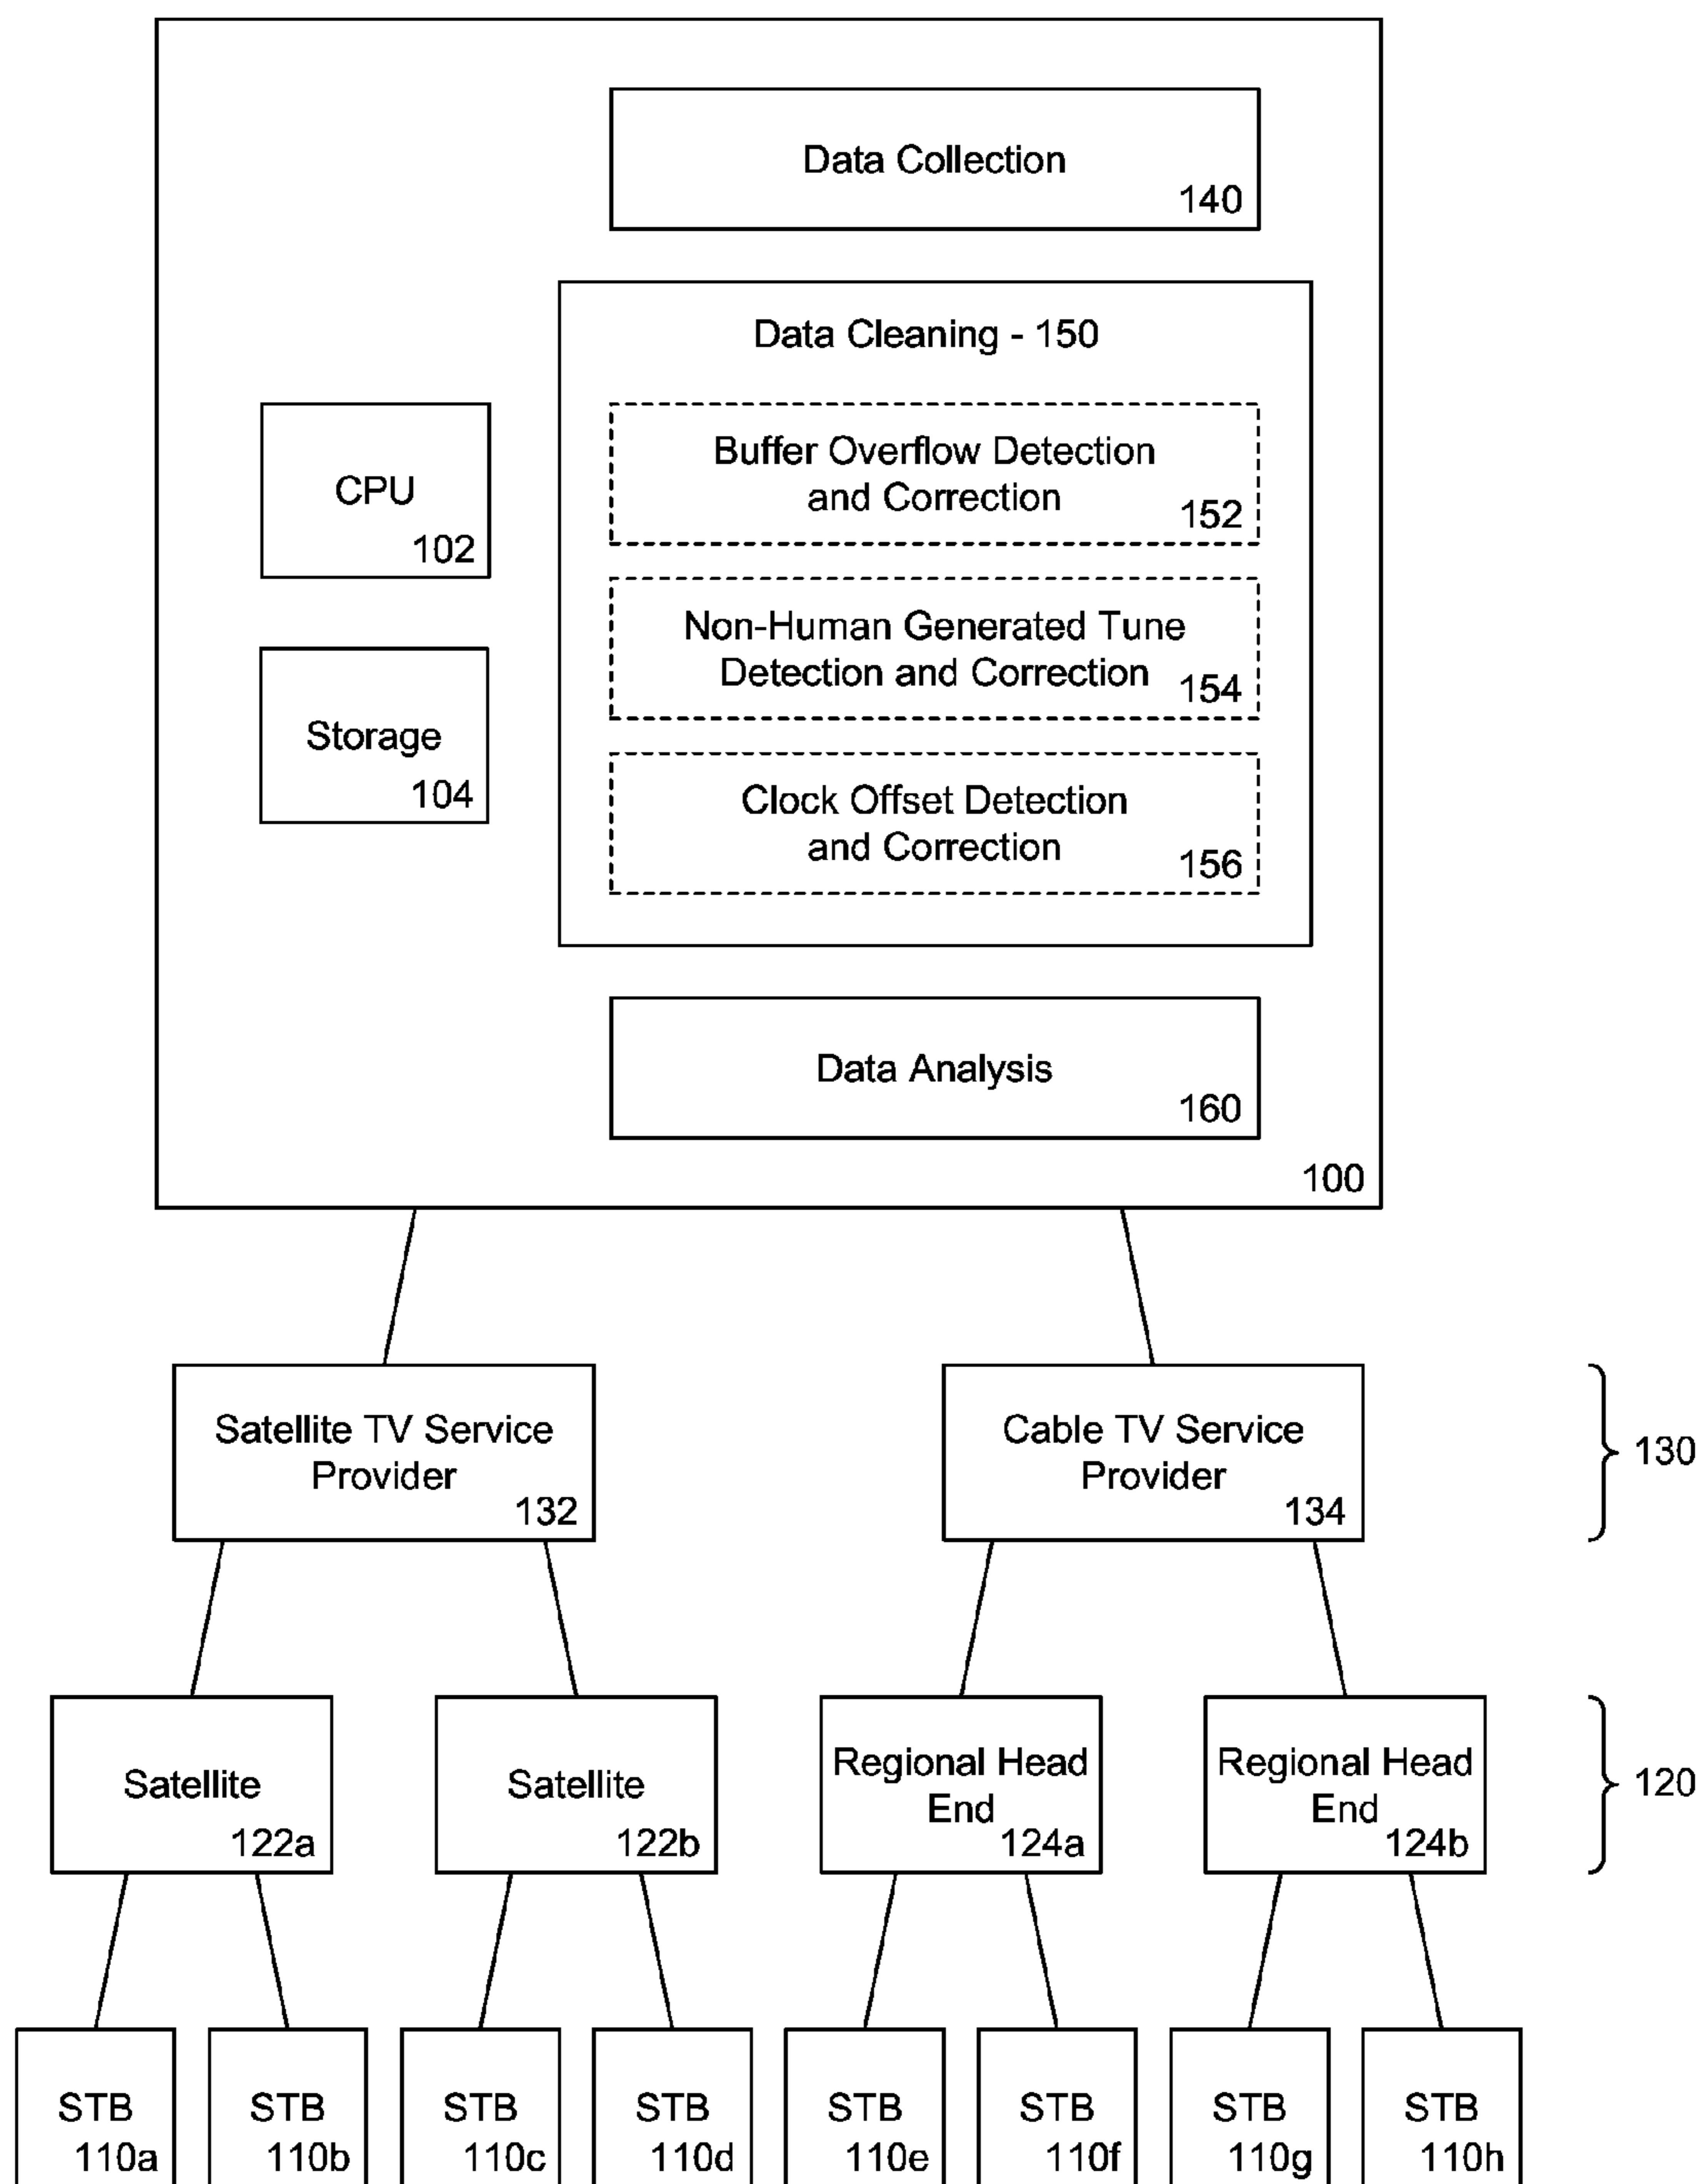 Data Collection
140
Data Cleaning - 150
Buffer Overflow Detection
and Correction
152
CPU
102
Non-Human Generated Tune
Detection and Correction
154
Storage
104
Clock Offset Detection
and Correction
156
Data Analysis
160
100
Satellite TV Service
Provider
132
Cable TV Service
Provider
134
130
Satellite
122a
Satellite
122b
Regional Head
End
124a
Regional Head
End
124b
120
STB
110a
STB
110b
STB
110c
STB
110d
STB
110e
STB
110f
STB
110g
STB
110h